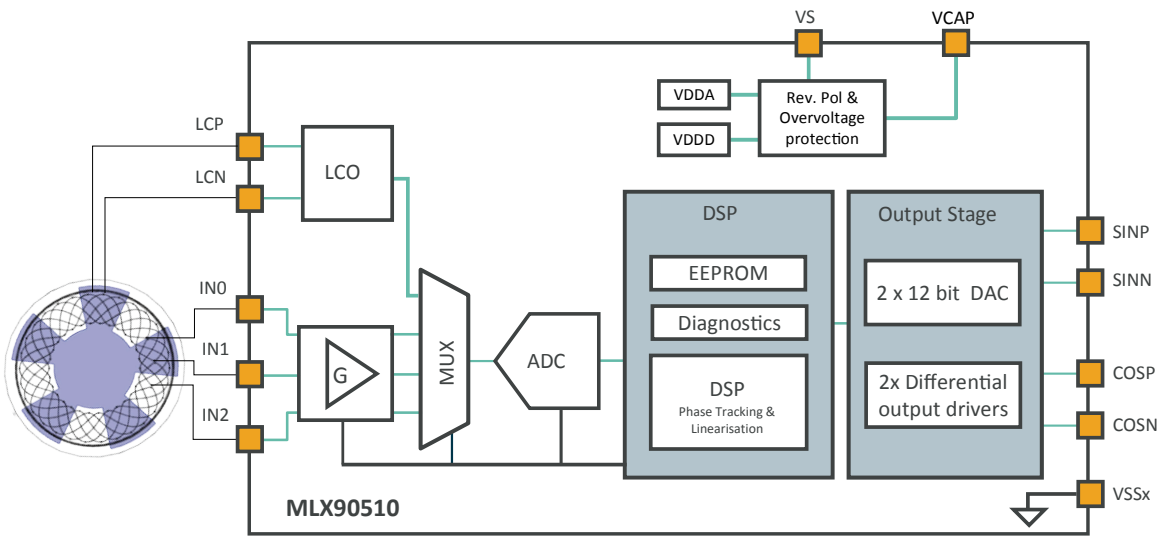 VS
VCAP
VDDA
VDDD
Rev. Pol &
Overvoltage
protection
LCP
LCN
LCO
IN0
IN1
IN2
G
MUX
ADC
DSP
EEPROM
Diagnostics
DSP
Phase Tracking &
Linearisation
Output Stage
2 x 12 bit DAC
2x Differential
output drivers
SINP
SINN
COSP
COSN
VSSx
MLX90510